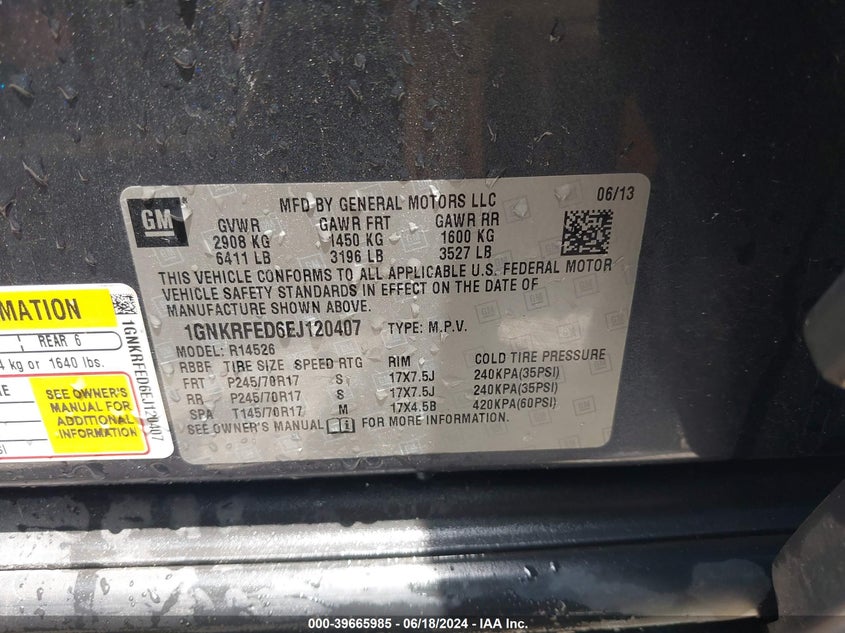 GM
MFD BY GENERAL MOTORS LLC 06/13
GVWR GAWR FRT GAWR RR
2908 KG 1450 KG 1600 KG
6411 LB 3196 LB 3527 LB
THIS VEHICLE CONFORMS TO ALL APPLICABLE U.S. FEDERAL MOTOR
VEHICLE SAFETY STANDARDS IN EFFECT ON THE DATE OF
MANUFACTURE SHOWN ABOVE.
1GNKRFED6EJ120407 TYPE: M.P.V.
MODEL: R14526
RBBF TIRE SIZE SPEED RTG RIM COLD TIRE PRESSURE
FRT P245/70R17 S 17X7.5J 240KPA(35PSI)
RR P245/70R17 S 17X7.5J 240KPA(35PSI)
SPA T145/70R17 M 17X4.5B 420KPA(60PSI)
SEE OWNER'S MANUAL FOR MORE INFORMATION.
MATION
REAR 6
kg or 1640 lbs.
SEE OWNER'S
MANUAL FOR
ADDITIONAL
INFORMATION
1GNKRFED6EJ120407
000-39665985 - 06/18/2024 - IAA Inc.